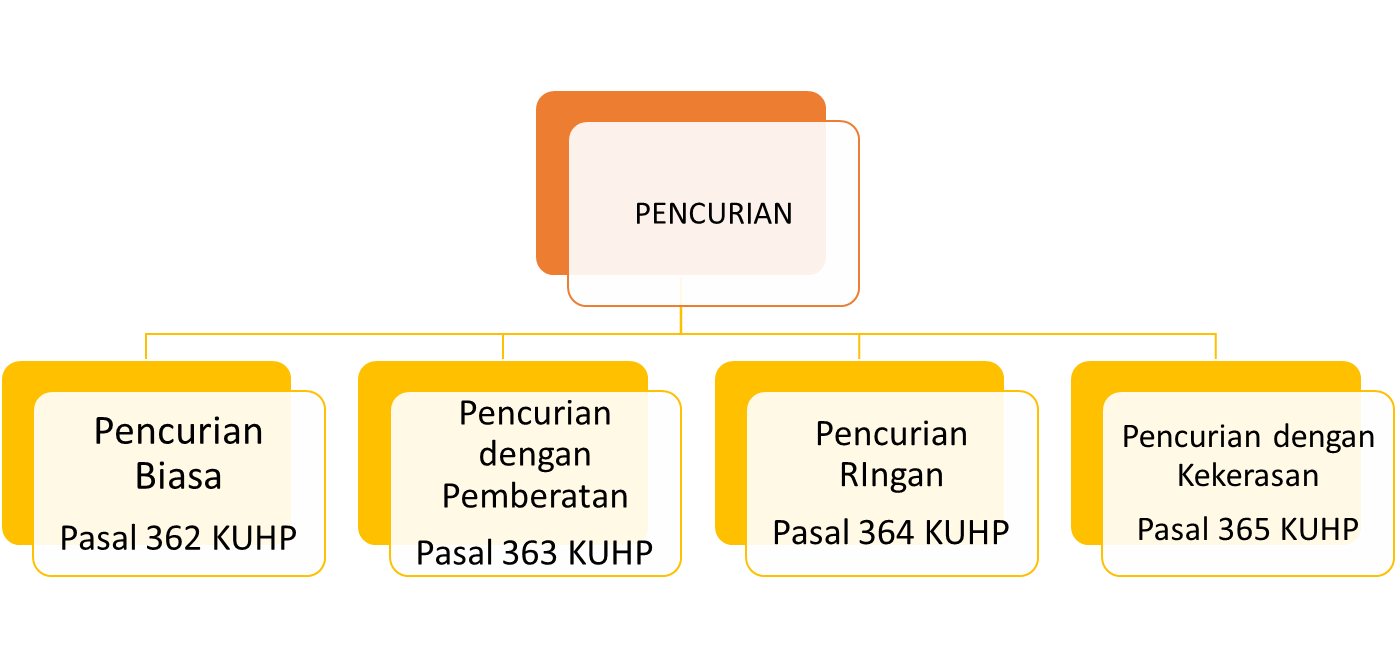 PENCURIAN
Pencurian
Biasa
Pasal 362 KUHP
Pencurian
dengan
Pemberatan
Pasal 363 KUHP
Pencurian
RIngan
Pasal 364 KUHP
Pencurian dengan
Kekerasan
Pasal 365 KUHP